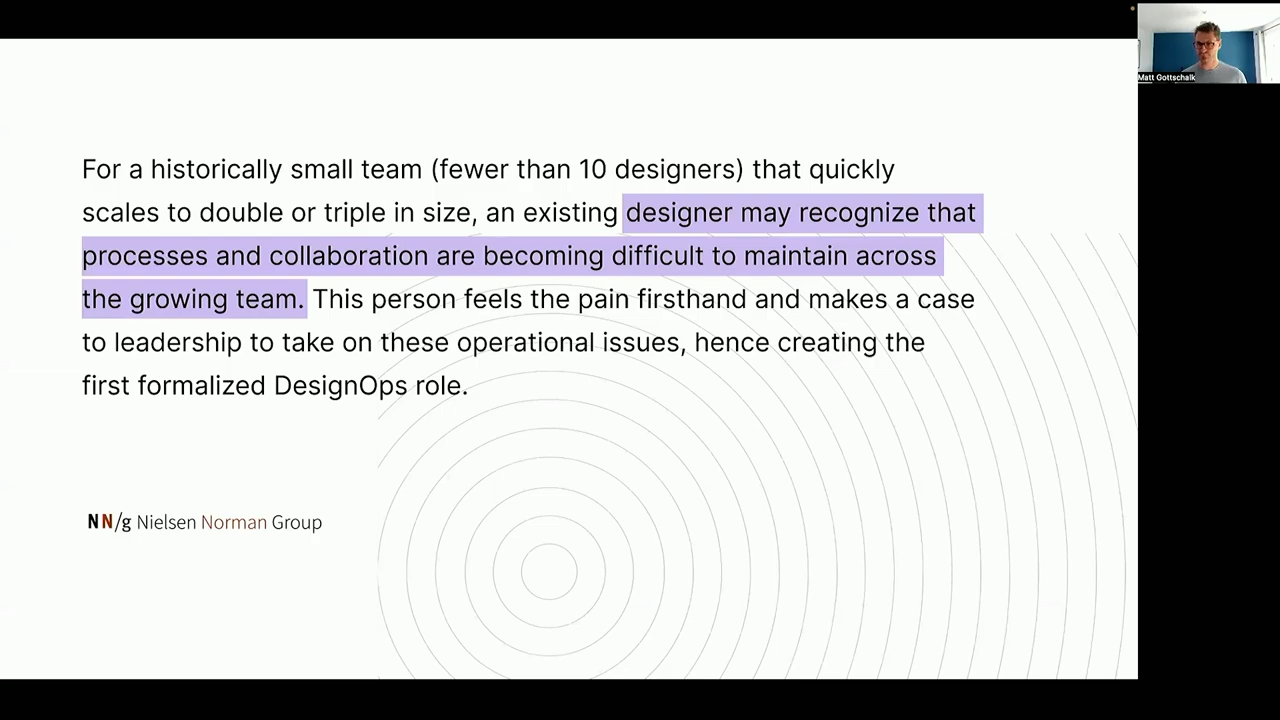 Matt Gottschalk
For a historically small team (fewer than 10 designers) that quickly
scales to double or triple in size, an existing designer may recognize that
processes and collaboration are becoming difficult to maintain across
the growing team. This person feels the pain firsthand and makes a case
to leadership to take on these operational issues, hence creating the
first formalized DesignOps role.
NN/g Nielsen Norman Group